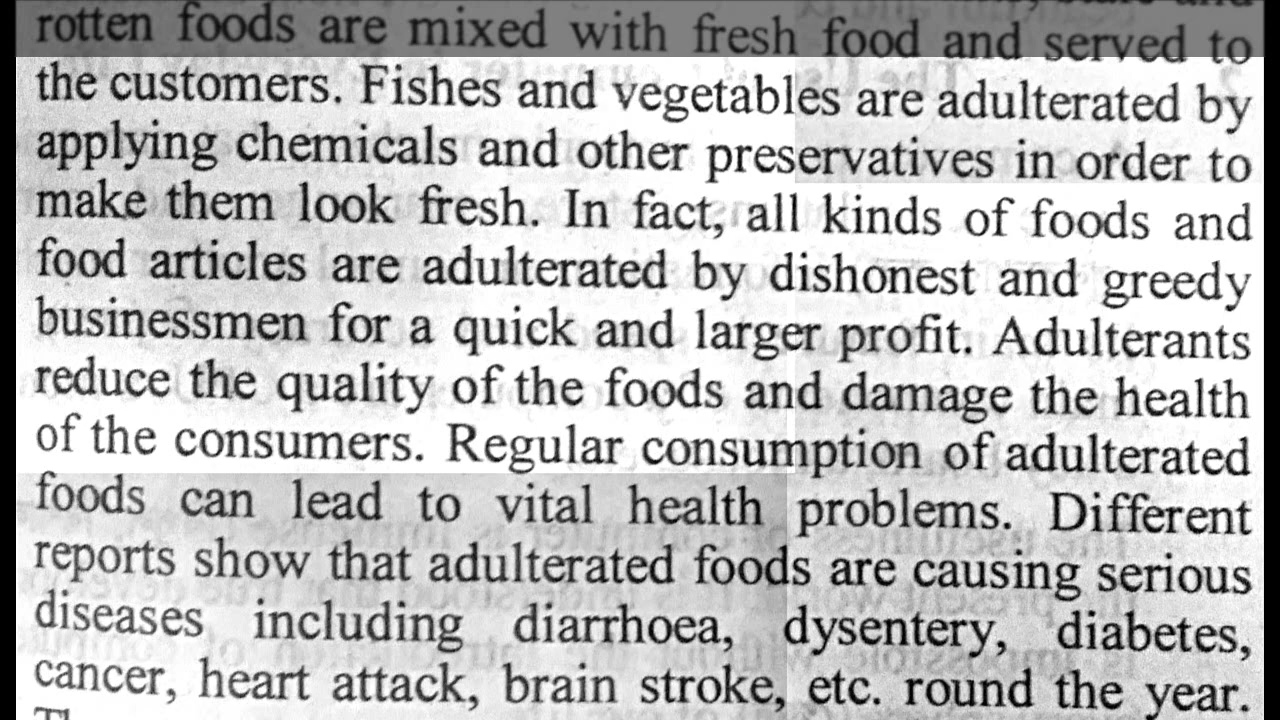 rotten foods are mixed with fresh food and served to
the customers. Fishes and vegetables are adulterated by
applying chemicals and other preservatives in order to
make them look fresh. In fact, all kinds of foods and
food articles are adulterated by dishonest and greedy
businessmen for a quick and larger profit. Adulterants
reduce the quality of the foods and damage the health
of the consumers. Regular consumption of adulterated
foods can lead to vital health problems. Different
reports show that adulterated foods are causing serious
diseases including diarrhoea, dysentery, diabetes,
cancer, heart attack, brain stroke, etc. round the year.